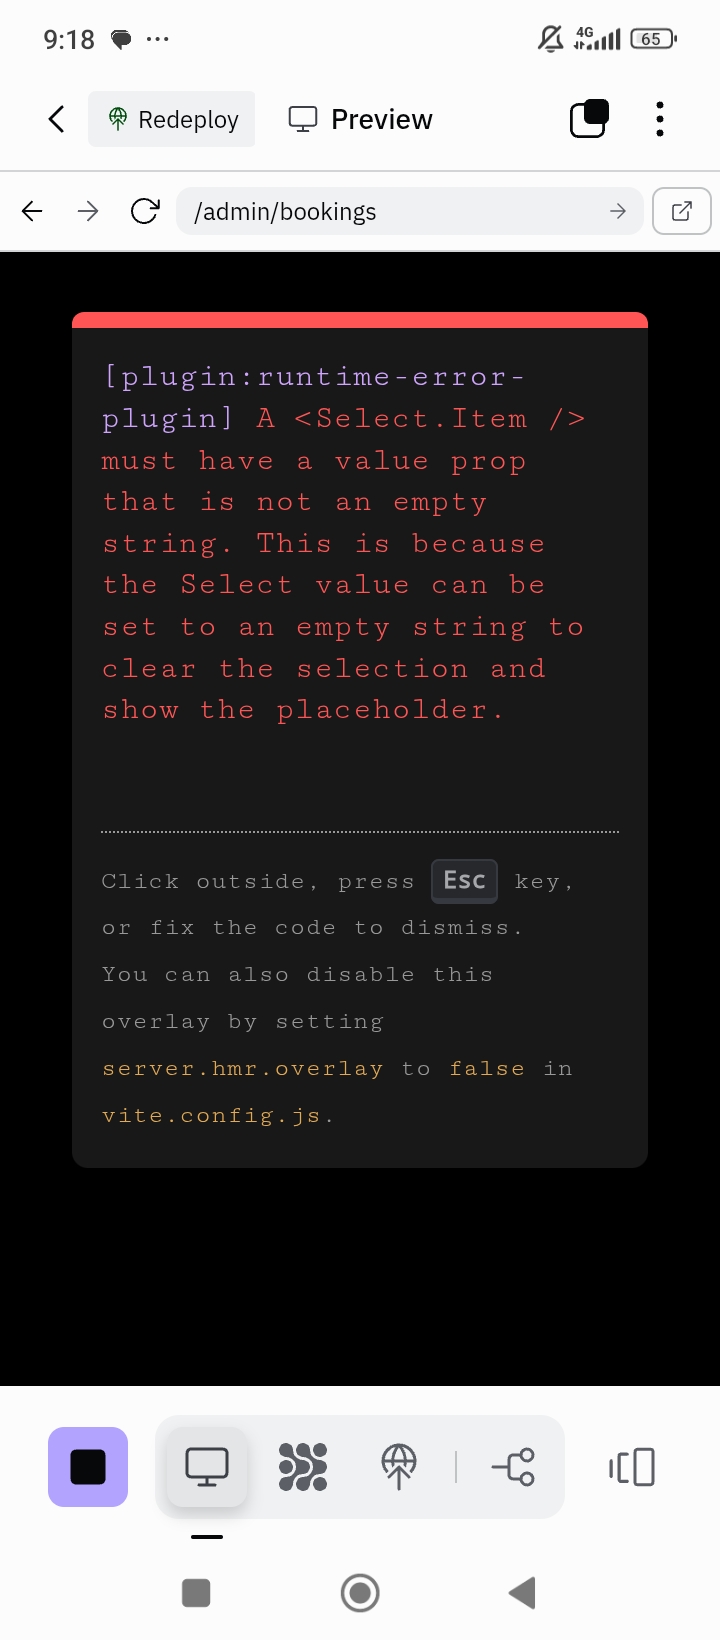 9:18
4G
65
Redeploy
Preview
/admin/bookings
[plugin:runtime-error-
plugin] A <Select.Item />
must have a value prop
that is not an empty
string. This is because
the Select value can be
set to an empty string to
clear the selection and
show the placeholder.
Click outside, press Esc key,
or fix the code to dismiss.
You can also disable this
overlay by setting
server.hmr.overlay to false in
vite.config.js.